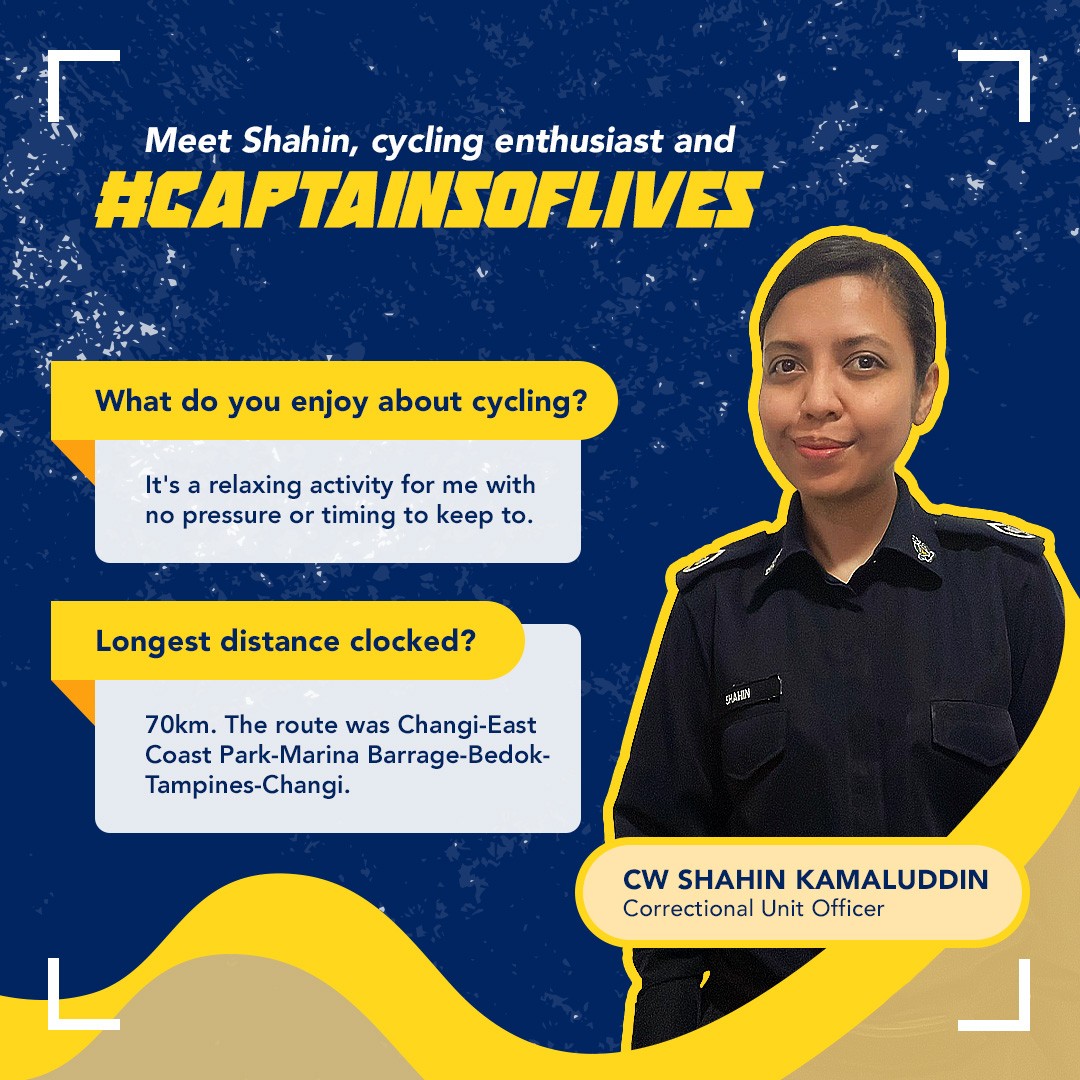 Meet Shahin, cycling enthusiast and
#CAPTAINSOFLIVES
What do you enjoy about cycling?
It's a relaxing activity for me with
no pressure or timing to keep to.
Longest distance clocked?
70km. The route was Changi-East
Coast Park-Marina Barrage-Bedok-
Tampines-Changi.
SHAHIN
CW SHAHIN KAMALUDDIN
Correctional Unit Officer